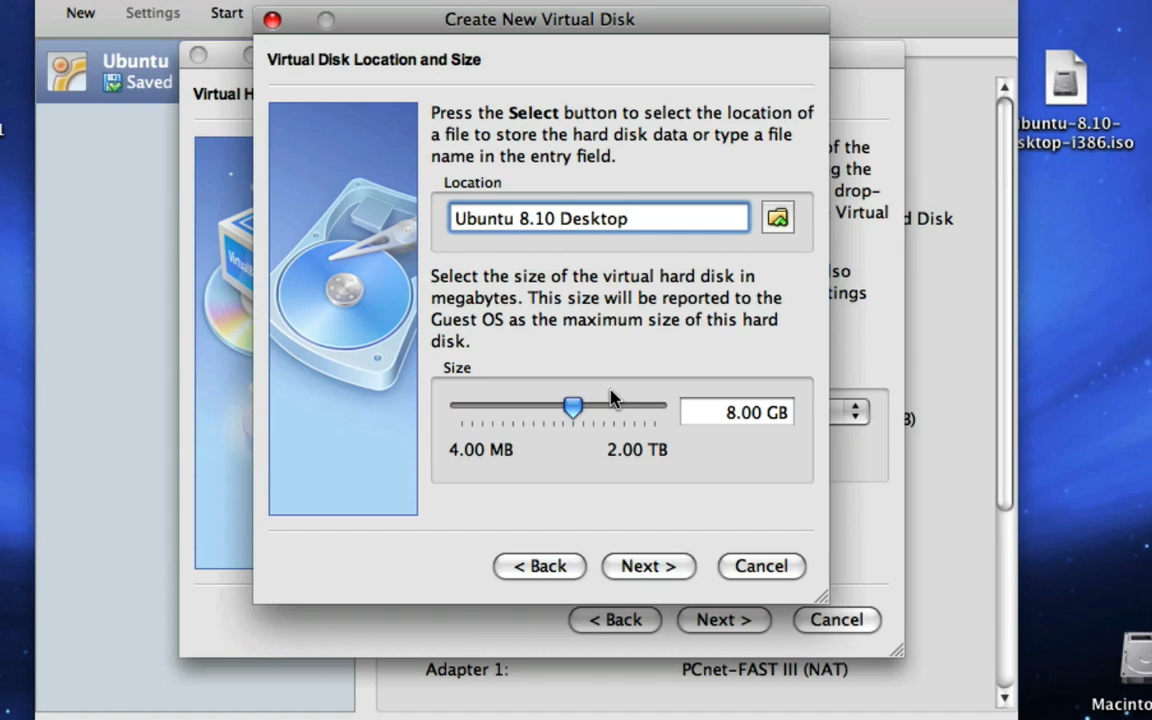 New Settings Start
Create New Virtual Disk
Virtual Disk Location and Size
Ubuntu
Saved
Virtual H
Press the Select button to select the location of
a file to store the hard disk data or type a file
name in the entry field.
Location
Ubuntu 8.10 Desktop
Select the size of the virtual hard disk in
megabytes. This size will be reported to the
Guest OS as the maximum size of this hard
disk.
Size
8.00 GB
4.00 MB 2.00 TB
< Back Next > Cancel
of the
g the
drop-
Virtual
d Disk
lso
tings
B)
< Back Next > Cancel
Adapter 1: PCnet-FAST III (NAT)
buntu-8.10-
sktop-i386.iso
Macinto